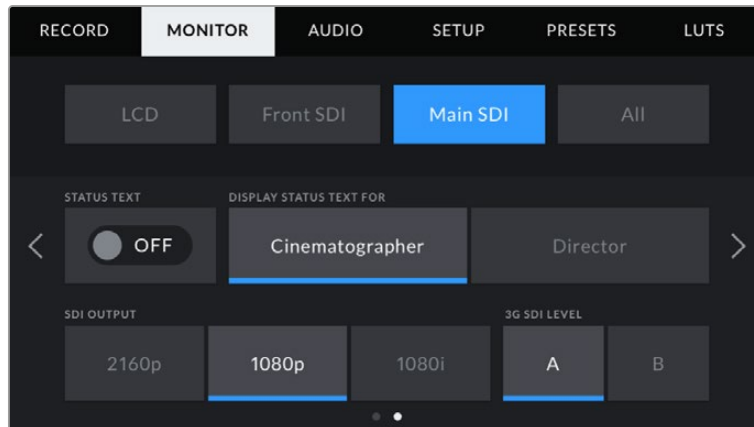 RECORD MONITOR AUDIO SETUP PRESETS LUTS
LCD Front SDI Main SDI All
STATUS TEXT DISPLAY STATUS TEXT FOR
OFF Cinematographer Director
SDI OUTPUT 3G SDI LEVEL
2160p 1080p 1080i A B